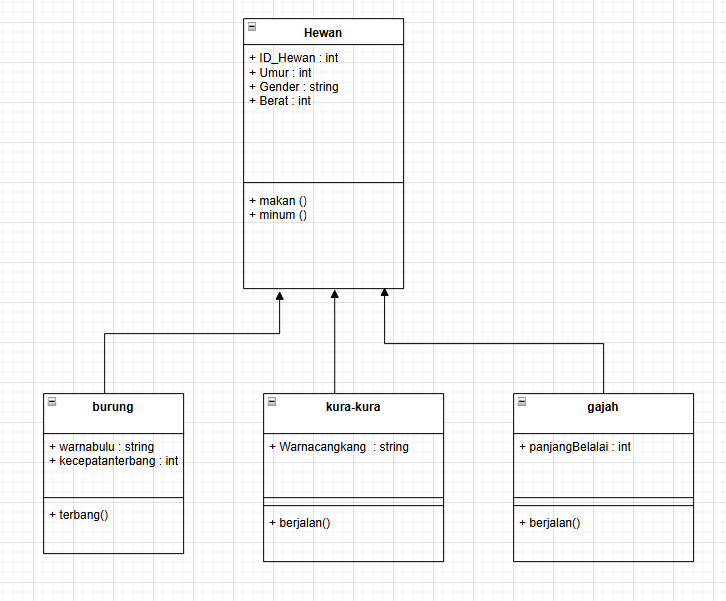 Hewan
+ ID_Hewan : int
+ Umur : int
+ Gender : string
+ Berat : int
+ makan ()
+ minum ()
burung
+ warnabulu : string
+ kecepatanterbang : int
+ terbang()
kura-kura
+ Warnacangkang : string
+ berjalan()
gajah
+ panjangBelalai : int
+ berjalan()